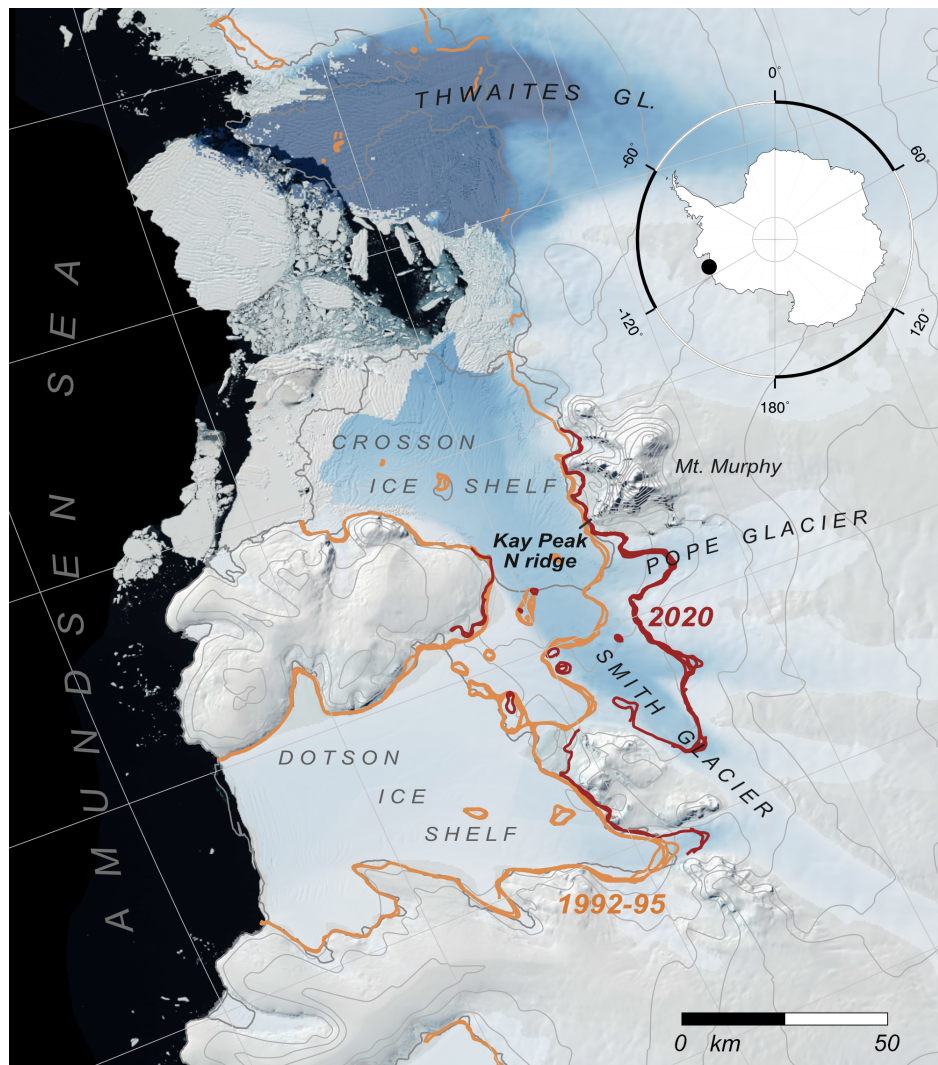 THWAITES GL.
0°
60°
120°
180°
-120°
-60°
AMUNDSEN SEA
CROSSON
ICE SHELF
Mt. Murphy
Kay Peak
N ridge
POPE GLACIER
2020
SMITH GLACIER
DOTSON
ICE
SHELF
1992-95
0 km 50